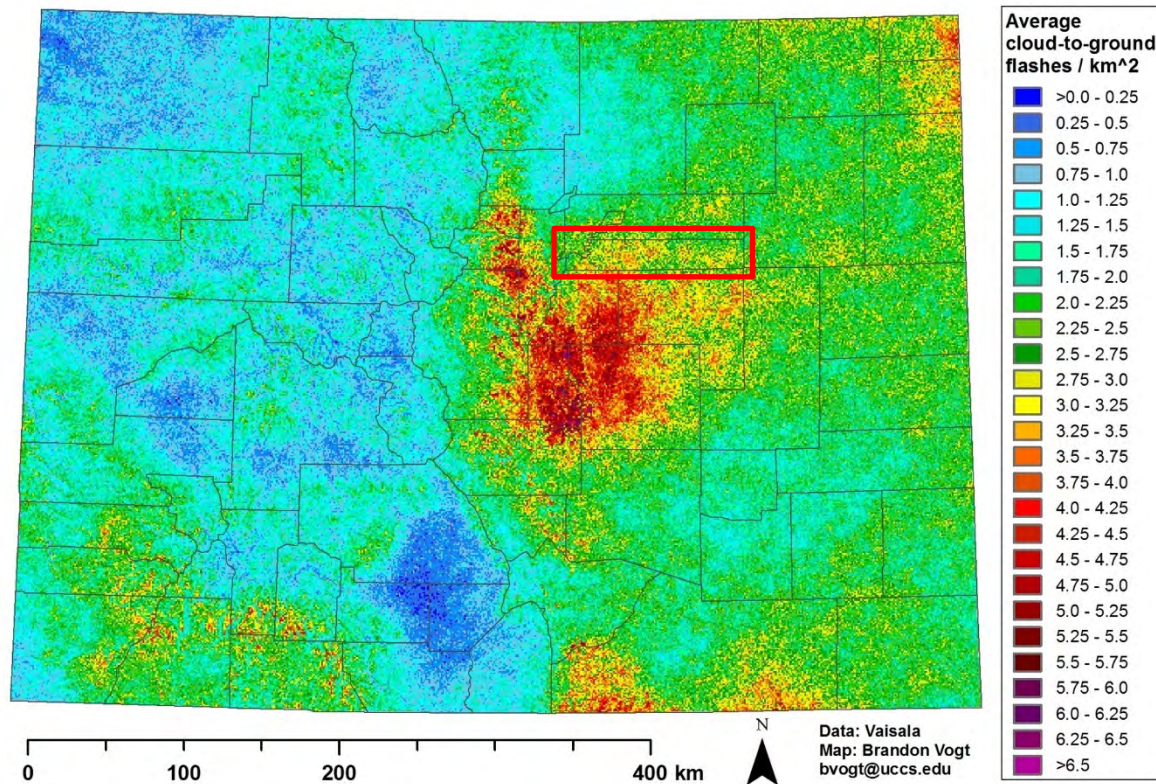 Average
cloud-to-ground
flashes / km^2
>0.0 - 0.25
0.25 - 0.5
0.5 - 0.75
0.75 - 1.0
1.0 - 1.25
1.25 - 1.5
1.5 - 1.75
1.75 - 2.0
2.0 - 2.25
2.25 - 2.5
2.5 - 2.75
2.75 - 3.0
3.0 - 3.25
3.25 - 3.5
3.5 - 3.75
3.75 - 4.0
4.0 - 4.25
4.25 - 4.5
4.5 - 4.75
4.75 - 5.0
5.0 - 5.25
5.25 - 5.5
5.5 - 5.75
5.75 - 6.0
6.0 - 6.25
6.25 - 6.5
>6.5
0 100 200 400 km
N
Data: Vaisala
Map: Brandon Vogt
bvogt@uccs.edu